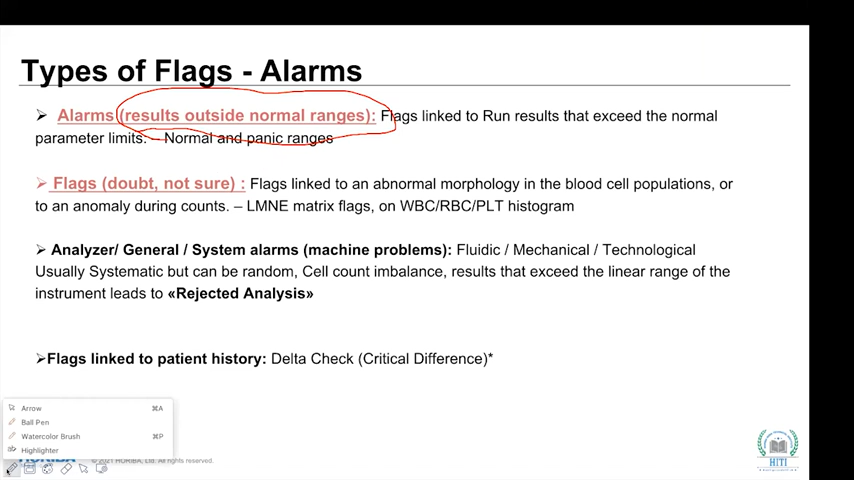 Types of Flags - Alarms
➢ Alarms (results outside normal ranges): Flags linked to Run results that exceed the normal
parameter limits. – Normal and panic ranges
➢ Flags (doubt, not sure) : Flags linked to an abnormal morphology in the blood cell populations, or
to an anomaly during counts. – LMNE matrix flags, on WBC/RBC/PLT histogram
➢ Analyzer/ General / System alarms (machine problems): Fluidic / Mechanical / Technological
Usually Systematic but can be random, Cell count imbalance, results that exceed the linear range of the
instrument leads to «Rejected Analysis»
➢Flags linked to patient history: Delta Check (Critical Difference)*
Arrow ⌘A
Ball Pen
Watercolor Brush ⌘P
Highlighter
HORIBA © 2021 HORIBA, Ltd. All rights reserved.
HITI